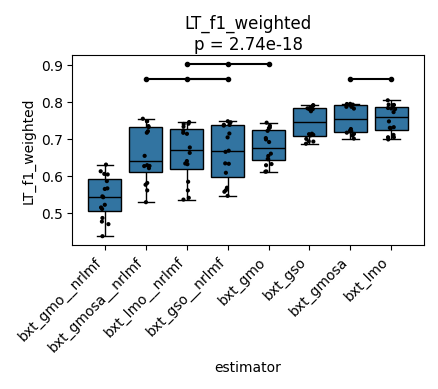 LT_f1_weighted
p = 2.74e-18
LT_f1_weighted
0.9
0.8
0.7
0.6
0.5
bxt_gmo__nrlmf
bxt_gmosa__nrlmf
bxt_lmo__nrlmf
bxt_gso__nrlmf
bxt_gmo
bxt_gso
bxt_gmosa
bxt_lmo
estimator